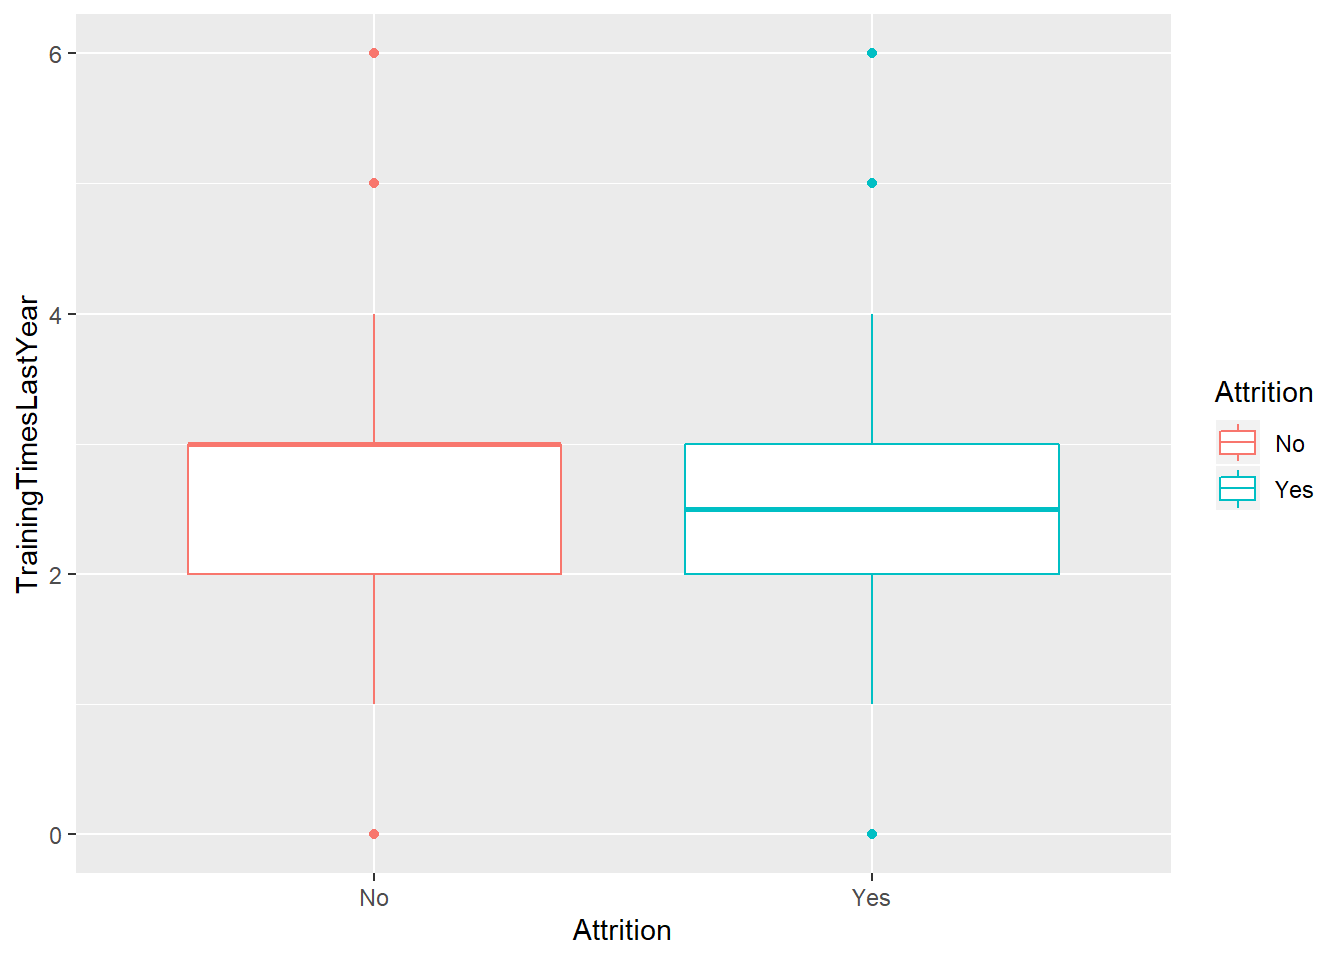 TrainingTimesLastYear
6
4
2
0
No
Yes
Attrition
Attrition
No
Yes